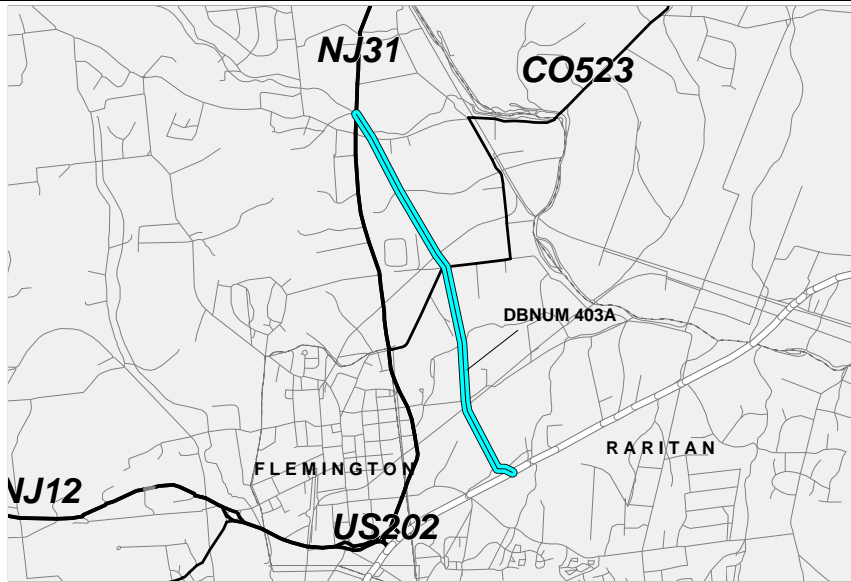 NJ31
CO523
DBNUM 403A
RARITAN
FLEMINGTON
NJ12
US202